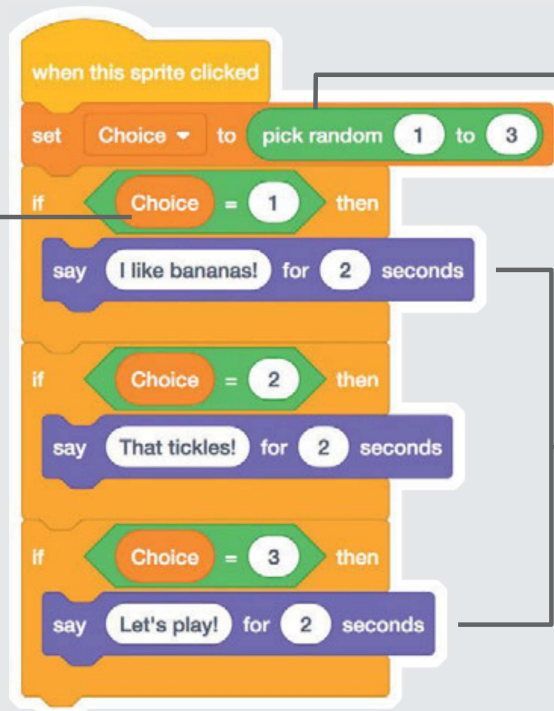 when this sprite clicked
set Choice to pick random 1 to 3
if Choice = 1 then
say I like bananas! for 2 seconds
if Choice = 2 then
say That tickles! for 2 seconds
if Choice = 3 then
say Let's play! for 2 seconds